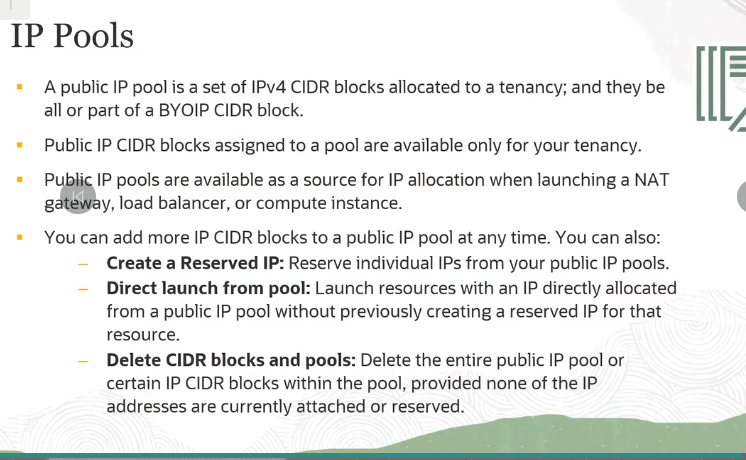 IP Pools
▪ A public IP pool is a set of IPv4 CIDR blocks allocated to a tenancy; and they be
all or part of a BYOIP CIDR block.
▪ Public IP CIDR blocks assigned to a pool are available only for your tenancy.
▪ Public IP pools are available as a source for IP allocation when launching a NAT
gateway, load balancer, or compute instance.
▪ You can add more IP CIDR blocks to a public IP pool at any time. You can also:
– Create a Reserved IP: Reserve individual IPs from your public IP pools.
– Direct launch from pool: Launch resources with an IP directly allocated
from a public IP pool without previously creating a reserved IP for that
resource.
– Delete CIDR blocks and pools: Delete the entire public IP pool or
certain IP CIDR blocks within the pool, provided none of the IP
addresses are currently attached or reserved.